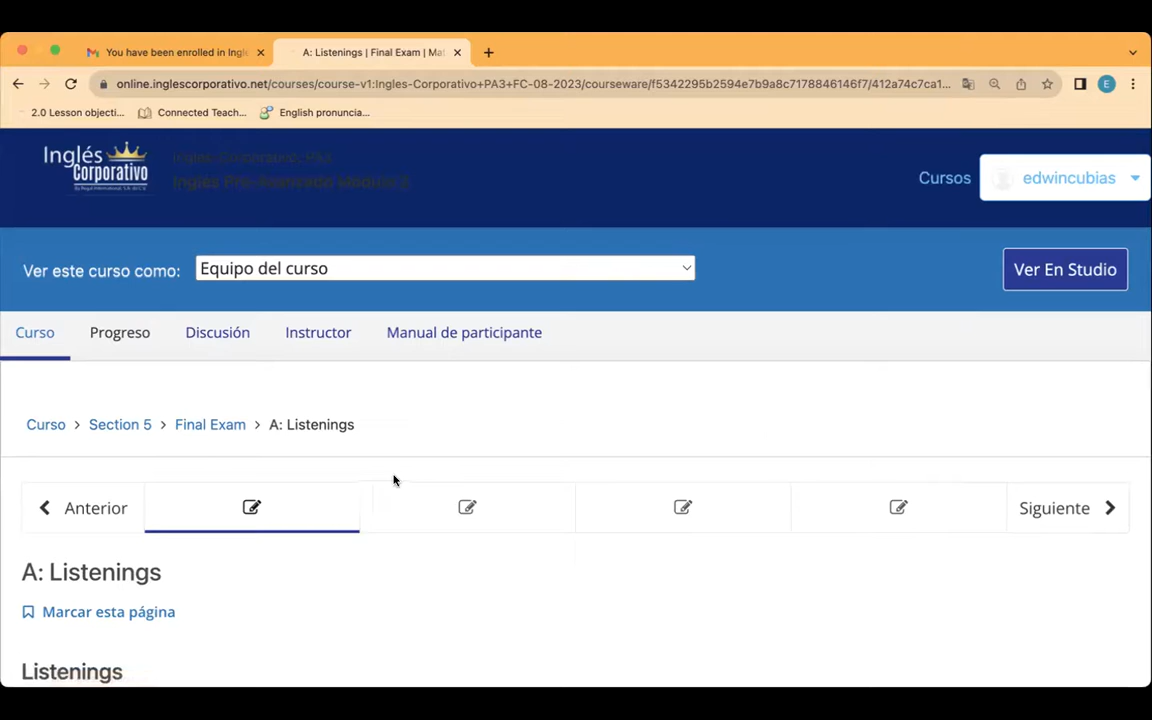 You have been enrolled in Ingl
A: Listenings | Final Exam | Ma
online.inglescorporativo.net/courses/course-v1:Ingles-Corporativo+PA3+FC-08-2023/courseware/f5342295b2594e7b9a8c7178846146f7/412a74c7ca1...
E
2.0 Lesson objecti...
Connected Teach...
English pronuncia...
Inglés
Corporativo
Ingles-Corporativo: PA3
Cursos
edwincubias
Ver este curso como:
Equipo del curso
Ver En Studio
Curso
Progreso
Discusión
Instructor
Manual de participante
Curso > Section 5 > Final Exam > A: Listenings
Anterior
Siguiente
A: Listenings
Marcar esta página
Listenings